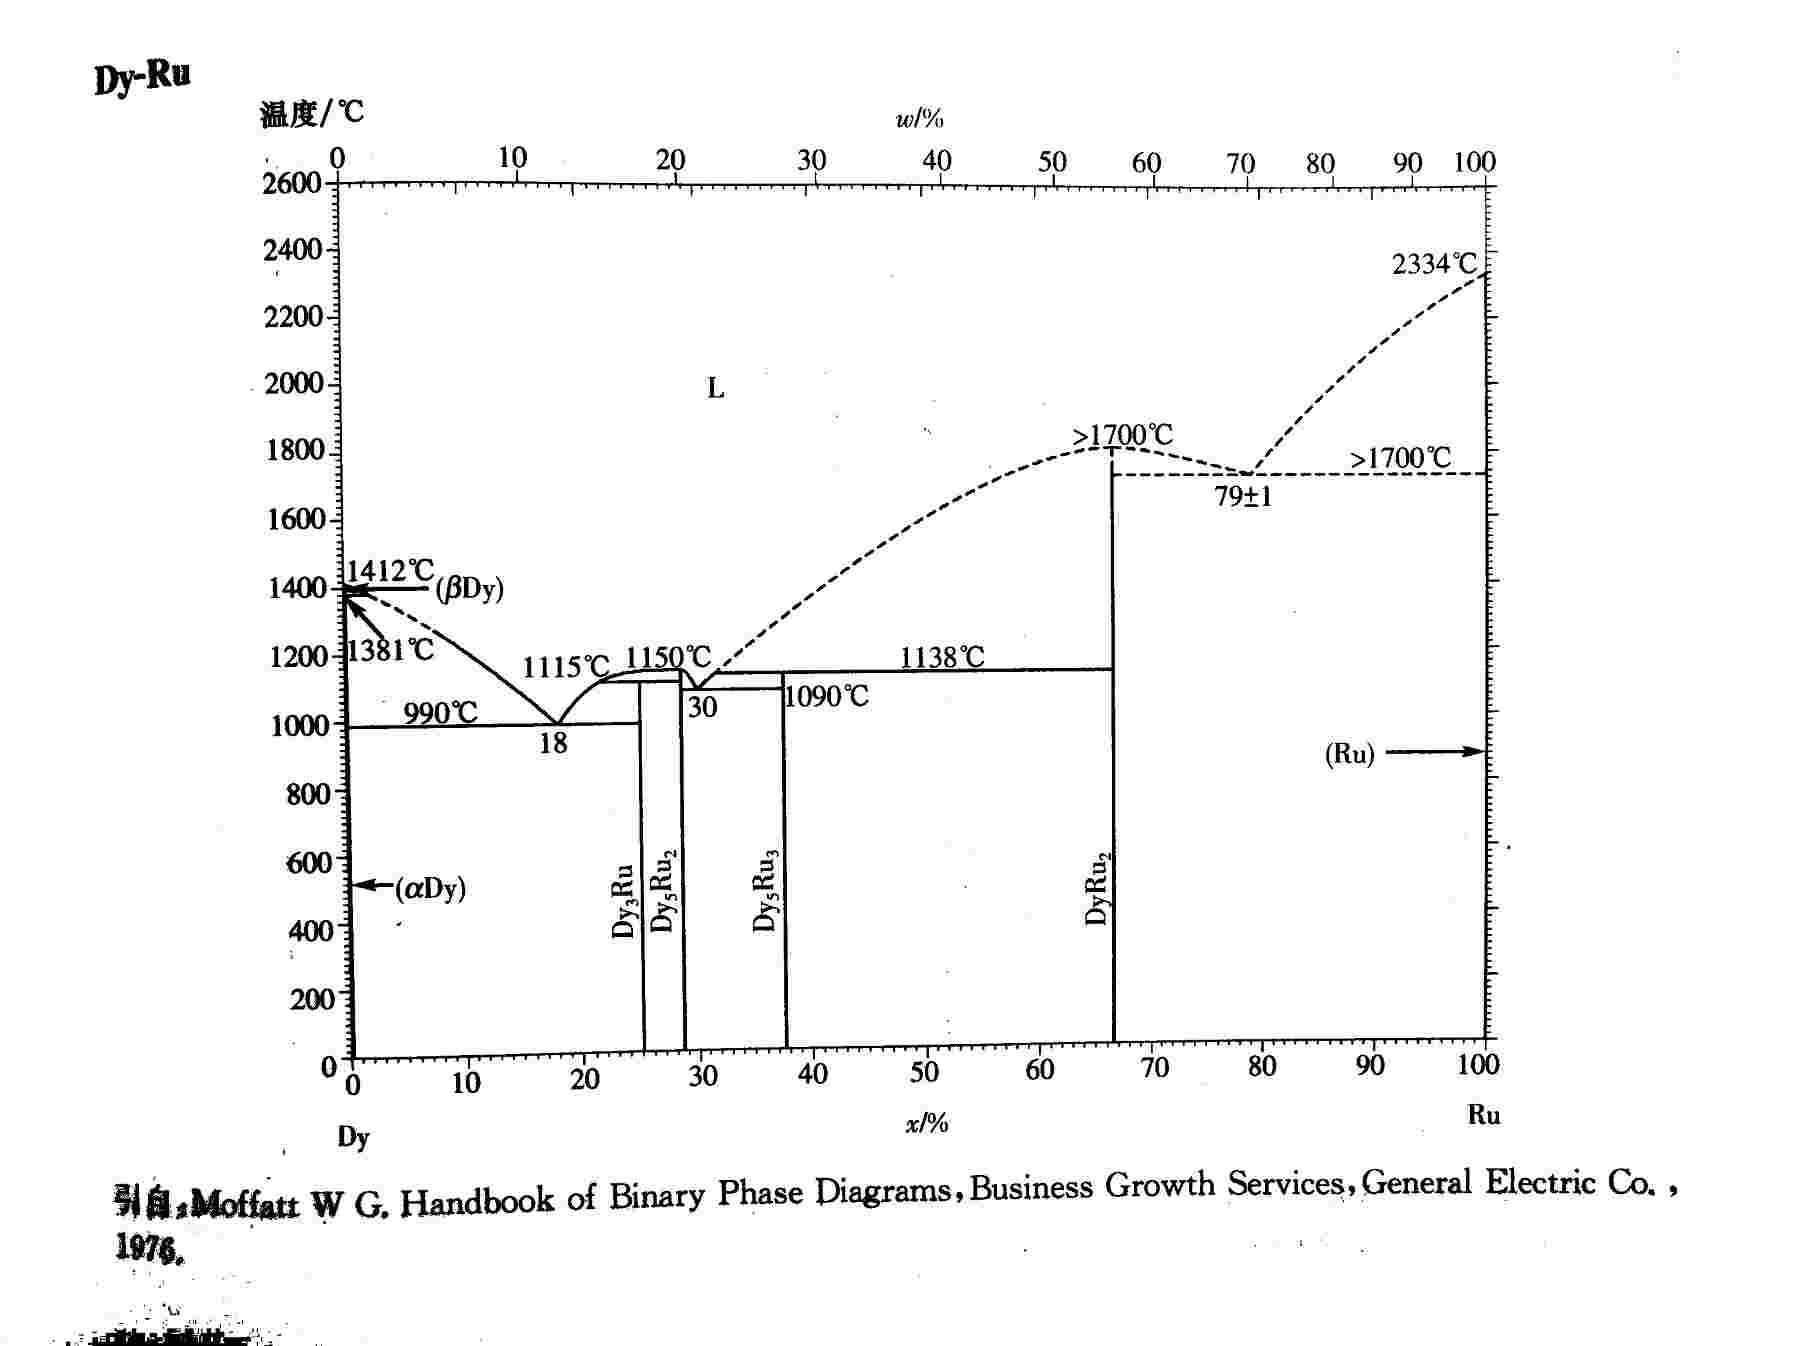 Dy-Ru
温度/℃
w/%
0 10 20 30 40 50 60 70 80 90 100
2600
2400
2334℃
2200
2000
L
1800
>1700℃
>1700℃
79±1
1600
1412℃
1400
(βDy)
1381℃
1200
1115℃ 1150℃
1138℃
1090℃
30
990℃
1000
18
(Ru)
800
600
(αDy)
Dy₃Ru
Dy₅Ru₂
Dy₅Ru₃
DyRu₂
400
200
0
0 10 20 30 40 50 60 70 80 90 100
Dy
x/%
Ru
引自:Moffatt W G. Handbook of Binary Phase Diagrams, Business Growth Services, General Electric Co. ,
1976.